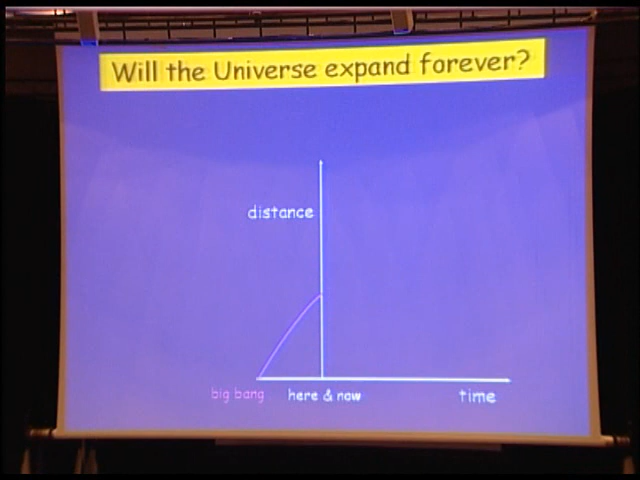 Will the Universe expand forever?
distance
big bang here & now time